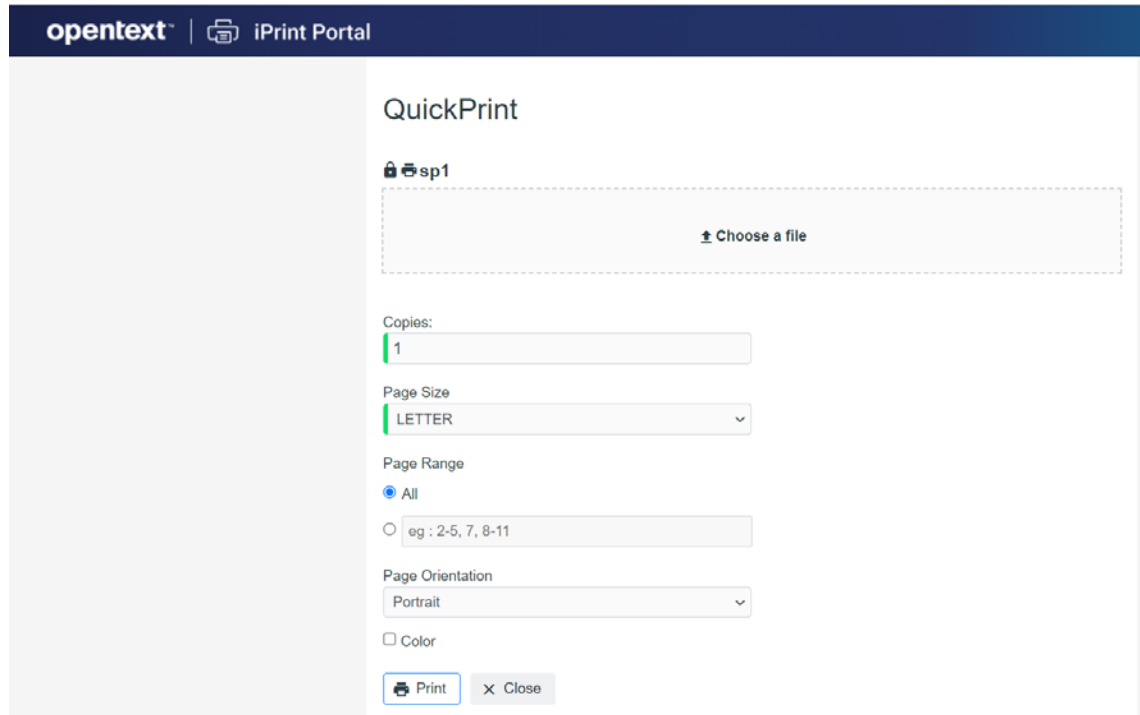 opentext™ | iPrint Portal
QuickPrint
sp1
Choose a file
Copies:
1
Page Size
LETTER
Page Range
All
eg : 2-5, 7, 8-11
Page Orientation
Portrait
Color
Print Close